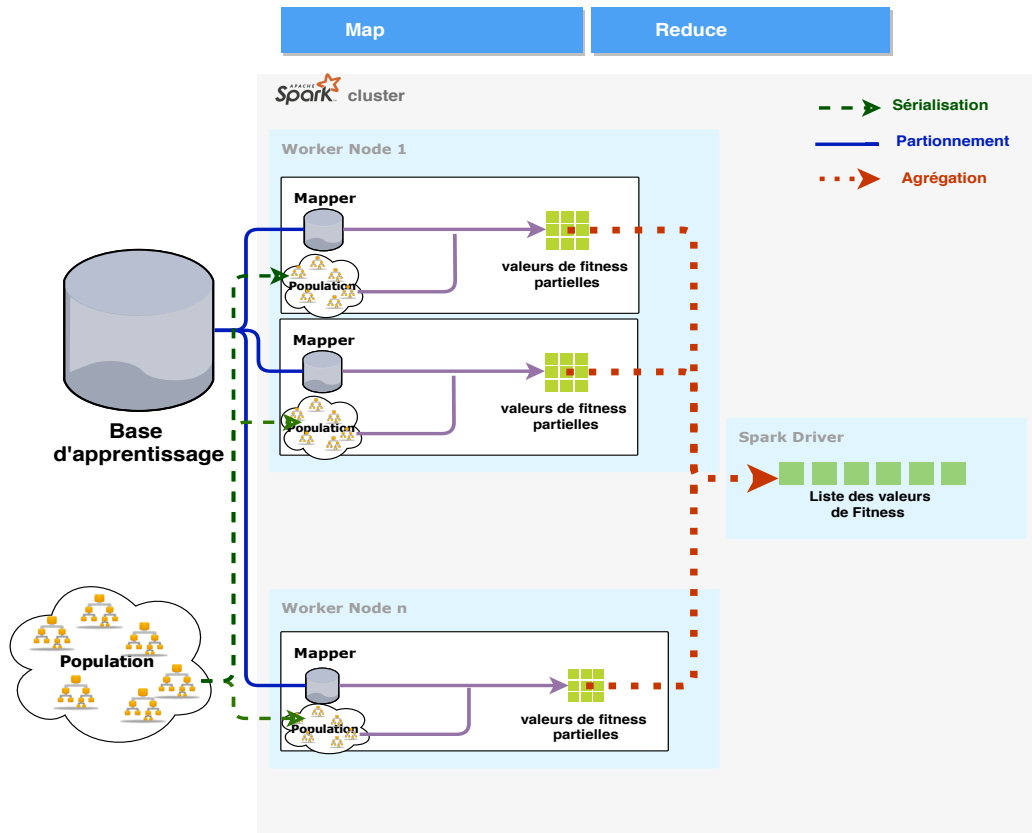 Map
Reduce
APACHE
Spark cluster
Sérialisation
Partionnement
Agrégation
Worker Node 1
Mapper
Population
valeurs de fitness
partielles
Mapper
Population
valeurs de fitness
partielles
Base
d'apprentissage
Spark Driver
Liste des valeurs
de Fitness
Worker Node n
Mapper
Population
valeurs de fitness
partielles
Population